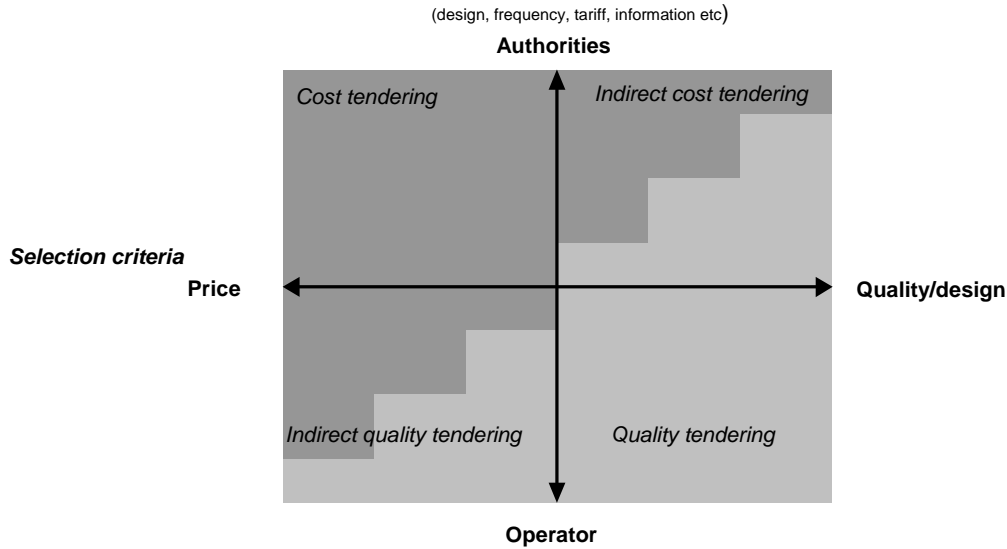 (design, frequency, tariff, information etc)
Authorities
Cost tendering
Indirect cost tendering
Selection criteria
Price
Quality/design
Indirect quality tendering
Quality tendering
Operator